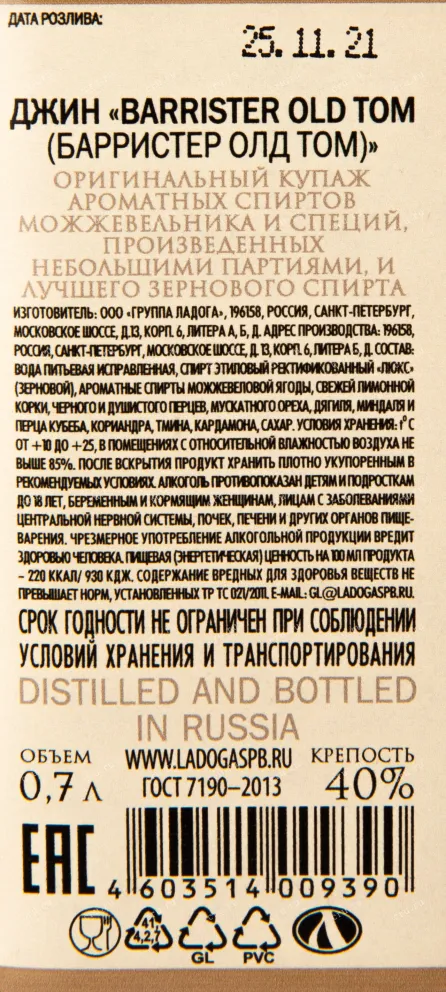 ДАТА РОЗЛИВА:
25.11.21
ДЖИН «BARRISTER OLD TOM
(БАРРИСТЕР ОЛД ТОМ)»
ОРИГИНАЛЬНЫЙ КУПАЖ
АРОМАТНЫХ СПИРТОВ
МОЖЖЕВЕЛЬНИКА И СПЕЦИЙ,
ПРОИЗВЕДЕННЫХ
НЕБОЛЬШИМИ ПАРТИЯМИ, И
ЛУЧШЕГО ЗЕРНОВОГО СПИРТА
ИЗГОТОВИТЕЛЬ: ООО «ГРУППА ЛАДОГА», 196158, РОССИЯ, САНКТ-ПЕТЕРБУРГ,
МОСКОВСКОЕ ШОССЕ, Д.13, КОРП. 6, ЛИТЕРА А, Б, Д. АДРЕС ПРОИЗВОДСТВА: 196158,
РОССИЯ, САНКТ-ПЕТЕРБУРГ, МОСКОВСКОЕ ШОССЕ, Д. 13, КОРП. 6, ЛИТЕРА Б, Д. СОСТАВ:
ВОДА ПИТЬЕВАЯ ИСПРАВЛЕННАЯ, СПИРТ ЭТИЛОВЫЙ РЕКТИФИКОВАННЫЙ «ЛЮКС»
(ЗЕРНОВОЙ), АРОМАТНЫЕ СПИРТЫ МОЖЖЕВЕЛОВОЙ ЯГОДЫ, СВЕЖЕЙ ЛИМОННОЙ
КОРКИ, ЧЕРНОГО И ДУШИСТОГО ПЕРЦЕВ, МУСКАТНОГО ОРЕХА, ДЯГИЛЯ, МИНДАЛЯ И
ПЕРЦА КУБЕБА, КОРИАНДРА, ТМИНА, КАРДАМОНА, САХАР. УСЛОВИЯ ХРАНЕНИЯ: t° С
ОТ +10 ДО +25, В ПОМЕЩЕНИЯХ С ОТНОСИТЕЛЬНОЙ ВЛАЖНОСТЬЮ ВОЗДУХА НЕ
ВЫШЕ 85%. ПОСЛЕ ВСКРЫТИЯ ПРОДУКТ ХРАНИТЬ ПЛОТНО УКУПОРЕННЫМ В
РЕКОМЕНДУЕМЫХ УСЛОВИЯХ. АЛКОГОЛЬ ПРОТИВОПОКАЗАН ДЕТЯМ И ПОДРОСТКАМ
ДО 18 ЛЕТ, БЕРЕМЕННЫМ И КОРМЯЩИМ ЖЕНЩИНАМ, ЛИЦАМ С ЗАБОЛЕВАНИЯМИ
ЦЕНТРАЛЬНОЙ НЕРВНОЙ СИСТЕМЫ, ПОЧЕК, ПЕЧЕНИ И ДРУГИХ ОРГАНОВ ПИЩЕ-
ВАРЕНИЯ. ЧРЕЗМЕРНОЕ УПОТРЕБЛЕНИЕ АЛКОГОЛЬНОЙ ПРОДУКЦИИ ВРЕДИТ
ЗДОРОВЬЮ ЧЕЛОВЕКА. ПИЩЕВАЯ (ЭНЕРГЕТИЧЕСКАЯ) ЦЕННОСТЬ НА 100 МЛ ПРОДУКТА
– 220 ККАЛ/ 930 КДЖ. СОДЕРЖАНИЕ ВРЕДНЫХ ДЛЯ ЗДОРОВЬЯ ВЕЩЕСТВ НЕ
ПРЕВЫШАЕТ НОРМ, УСТАНОВЛЕННЫХ ТР ТС 021/2011. E-MAIL: GL@LADOGASPB.RU.
СРОК ГОДНОСТИ НЕ ОГРАНИЧЕН ПРИ СОБЛЮДЕНИИ
УСЛОВИЙ ХРАНЕНИЯ И ТРАНСПОРТИРОВАНИЯ
DISTILLED AND BOTTLED
IN RUSSIA
ОБЪЕМ WWW.LADOGASPB.RU КРЕПОСТЬ
0,7 Л ГОСТ 7190–2013 40%
EAC
4 603514 009390
41,
4,2,7
GL PVC